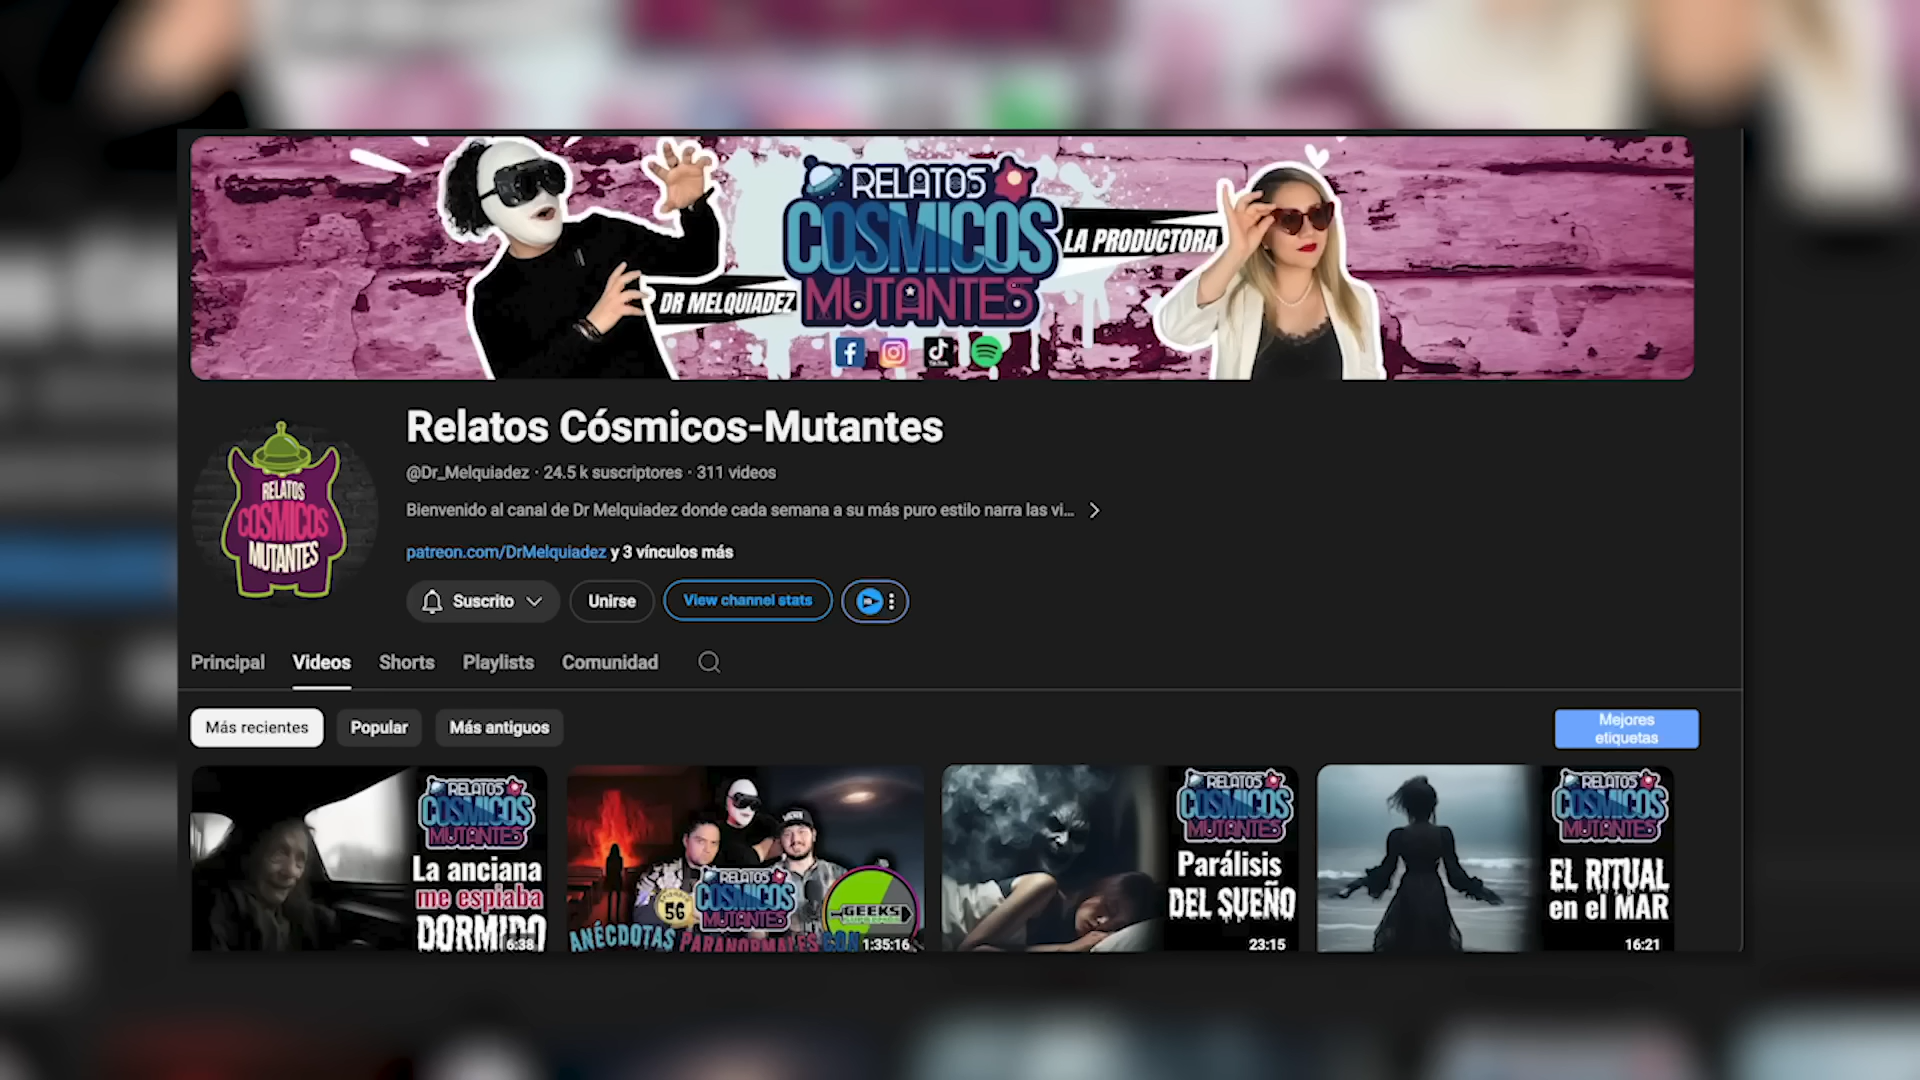 RELATOS
COSMICOS
MUTANTES
DR MELQUIADEZ
LA PRODUCTORA
Relatos Cósmicos-Mutantes
@Dr_Melquiadez · 24.5 k suscriptores · 311 videos
Bienvenido al canal de Dr Melquiadez donde cada semana a su más puro estilo narra las vi...
patreon.com/DrMelquiadez y 3 vínculos más
RELATOS
COSMICOS
MUTANTES
Suscrito
Unirse
View channel stats
Principal
Videos
Shorts
Playlists
Comunidad
Más recientes
Popular
Más antiguos
Mejores
etiquetas
RELATOS
COSMICOS
MUTANTES
La anciana
me espiaba
DORMIDO
6:38
56
RELATOS
COSMICOS
MUTANTES
GEEKS
ANÉCDOTAS PARANORMALES CON
1:35:16
RELATOS
COSMICOS
MUTANTES
Parálisis
DEL SUEÑO
23:15
RELATOS
COSMICOS
MUTANTES
EL RITUAL
en el MAR
16:21